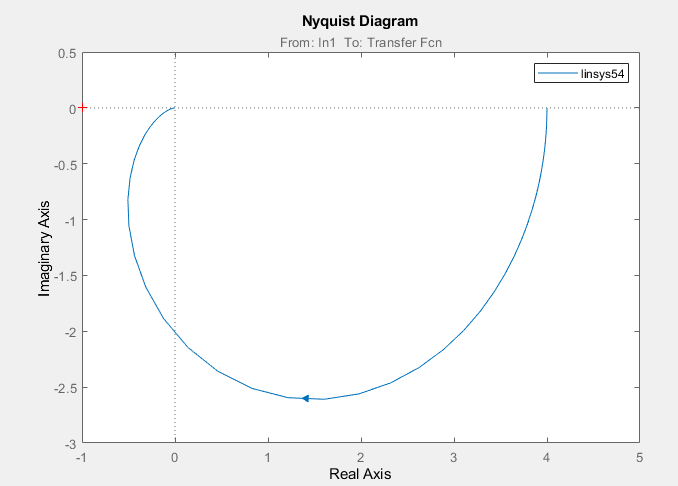 Nyquist Diagram
From: In1 To: Transfer Fcn
linsys54
0.5
0
-0.5
-1
-1.5
-2
-2.5
-3
Imaginary Axis
-1 0 1 2 3 4 5
Real Axis